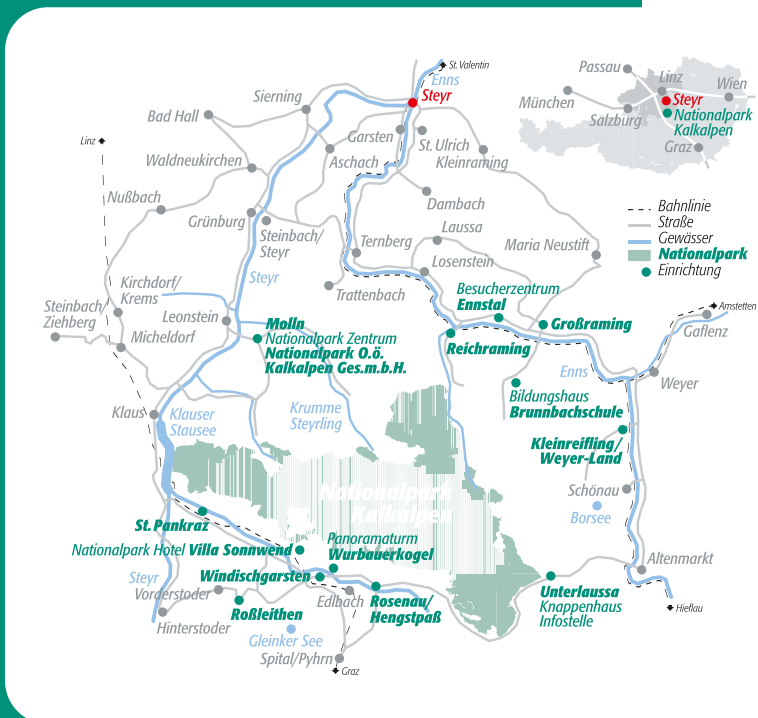 St. Valentin
Enns
Steyr
Sierning
Bad Hall
Garsten
St. Ulrich
Kleinraming
Aschach
Linz
Waldneukirchen
Nußbach
Dambach
Grünburg
Steinbach/
Steyr
Laussa
Ternberg
Maria Neustift
Losenstein
Steyr
Trattenbach
Kirchdorf/
Krems
Steinbach/
Ziehberg
Leonstein
Micheldorf
Molln
Nationalpark Zentrum
Nationalpark O.ö.
Kalkalpen Ges.m.b.H.
Besucherzentrum
Ennstal
Großraming
Reichraming
Amstetten
Gaflenz
Enns
Weyer
Bildungshaus
Brunnbachschule
Klaus
Klauser
Stausee
Krumme
Steyrling
Kleinreifling/
Weyer-Land
Schönau
Borsee
Nationalpark
Kalkalpen
St. Pankraz
Nationalpark Hotel Villa Sonnwend
Panoramaturm
Wurbauerkogel
Windischgarsten
Steyr
Vorderstoder
Roßleithen
Edlbach
Rosenau/
Hengstpaß
Hinterstoder
Gleinker See
Spital/Pyhrn
Graz
Altenmarkt
Unterlaussa
Knappenhaus
Infostelle
Hieflau
Passau
Linz
Wien
München
Steyr
Salzburg
Nationalpark
Kalkalpen
Graz
Bahnlinie
Straße
Gewässer
Nationalpark
Einrichtung